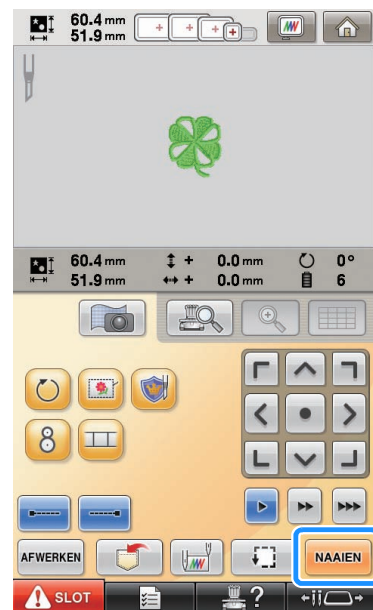 60.4 mm
51.9 mm
60.4 mm + 0.0 mm 0°
51.9 mm + 0.0 mm 6
8
AFWERKEN NAAIEN
SLOT ?